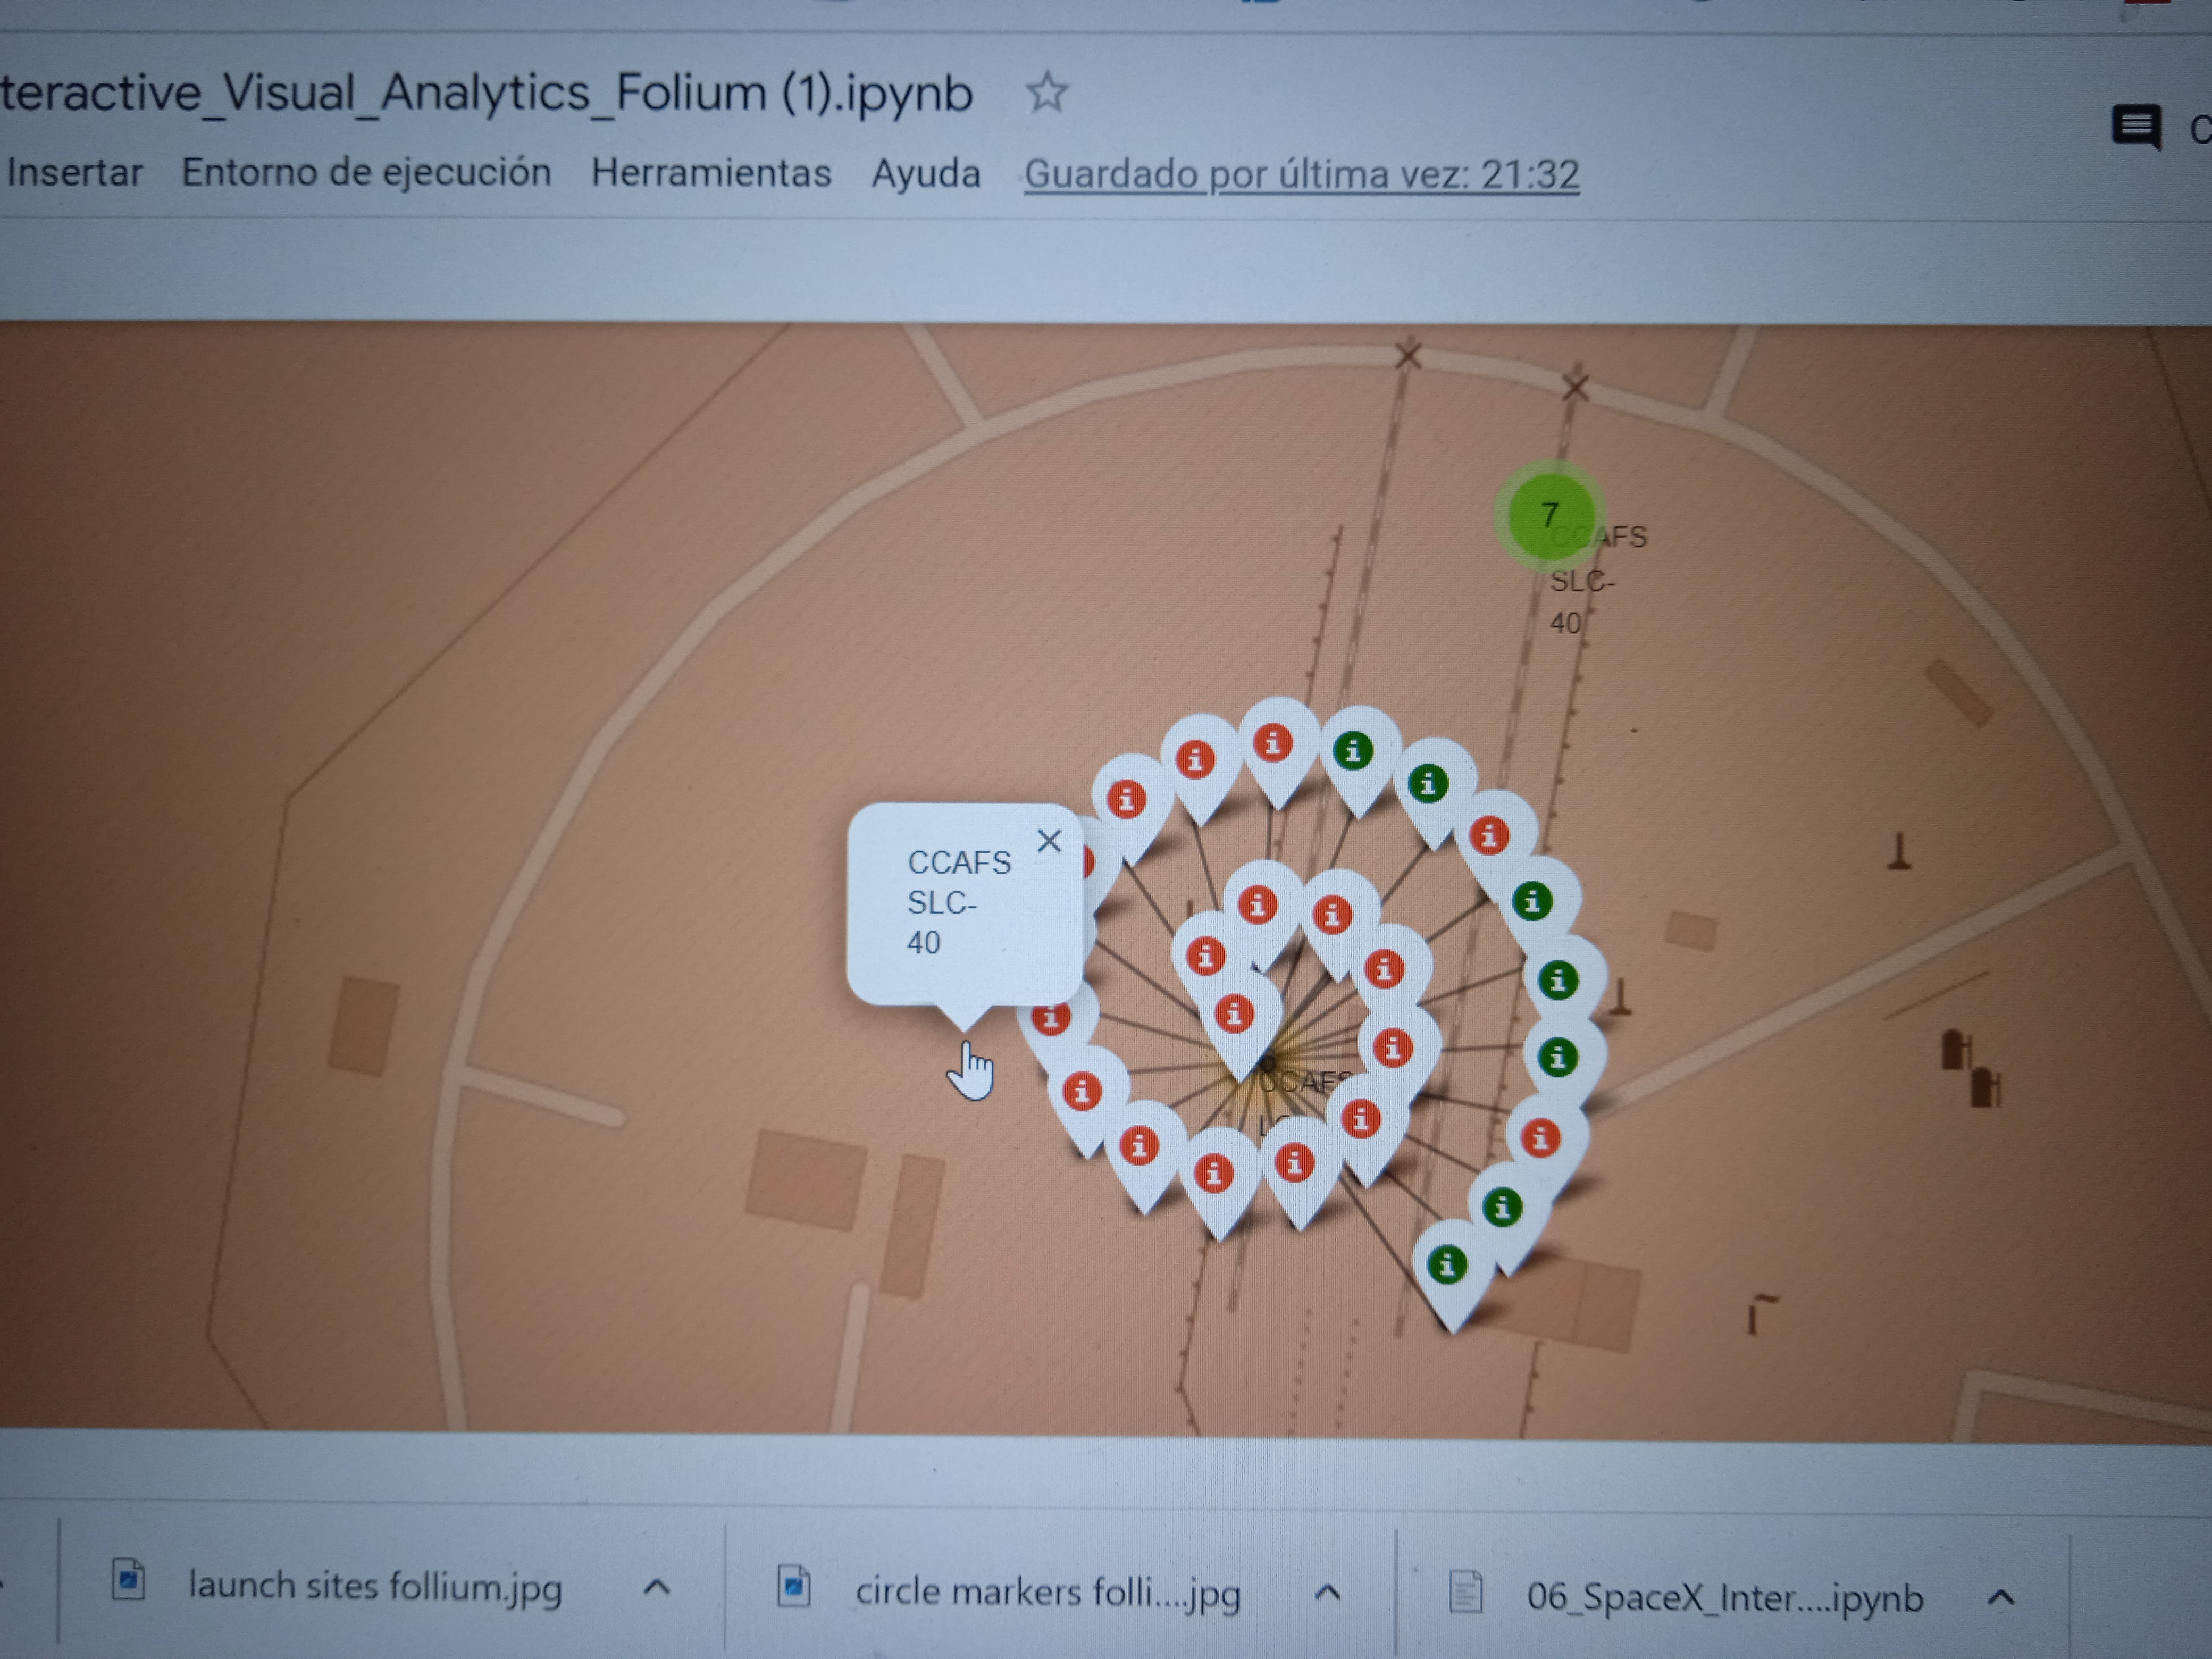 teractive_Visual_Analytics_Folium (1).ipynb
Insertar Entorno de ejecución Herramientas Ayuda Guardado por última vez: 21:32
7
CCAFS
SLC-
40
CCAFS
SLC-
40
CCAFS
launch sites follium.jpg
circle markers folli....jpg
06_SpaceX_Inter....ipynb